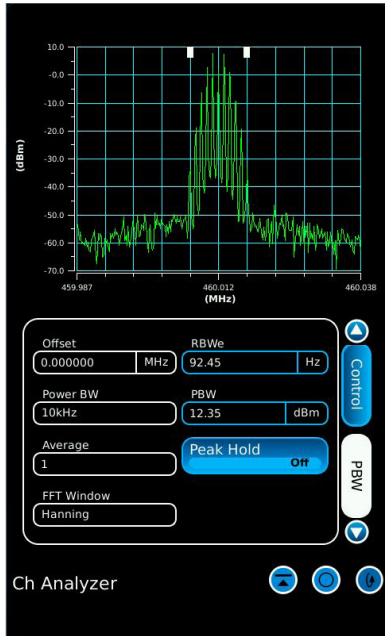 10.0
-0.0
-10.0
-20.0
-30.0
-40.0
-50.0
-60.0
-70.0
(dBm)
459.987 460.012 460.038
(MHz)
Offset RBWe
0.000000 MHz 92.45 Hz
Power BW PBW
10kHz 12.35 dBm
Average
1
Peak Hold
Off
FFT Window
Hanning
Control
PBW
Ch Analyzer